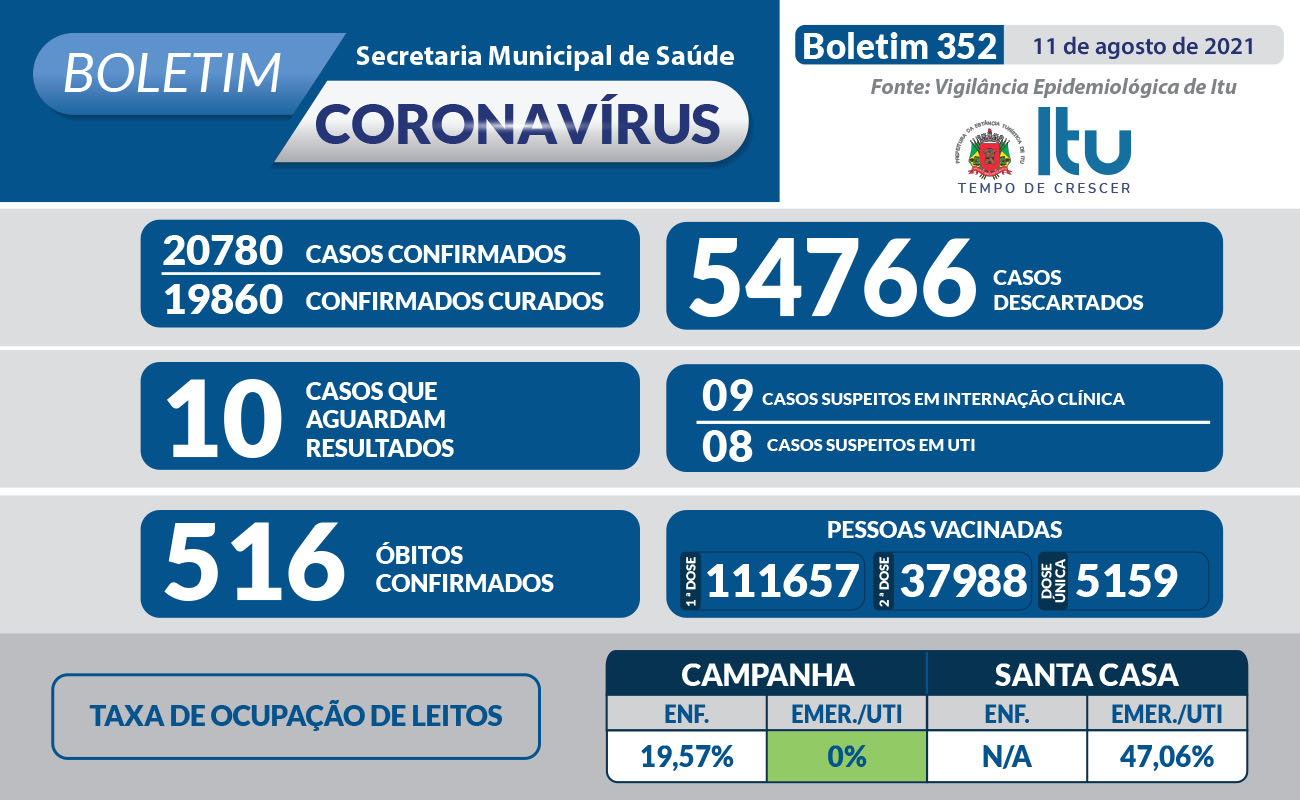 BOLETIM
Secretaria Municipal de Saúde
CORONAVÍRUS
Boletim 352
11 de agosto de 2021
Fonte: Vigilância Epidemiológica de Itu
PREFEITURA DA ESTÂNCIA TURÍSTICA DE ITU
Itu
TEMPO DE CRESCER
20780 CASOS CONFIRMADOS
19860 CONFIRMADOS CURADOS
54766 CASOS
DESCARTADOS
10 CASOS QUE
AGUARDAM
RESULTADOS
09 CASOS SUSPEITOS EM INTERNAÇÃO CLÍNICA
08 CASOS SUSPEITOS EM UTI
516 ÓBITOS
CONFIRMADOS
PESSOAS VACINADAS
1ª DOSE 111657
2ª DOSE 37988
DOSE ÚNICA 5159
TAXA DE OCUPAÇÃO DE LEITOS
CAMPANHA SANTA CASA
ENF. EMER./UTI ENF. EMER./UTI
19,57% 0% N/A 47,06%